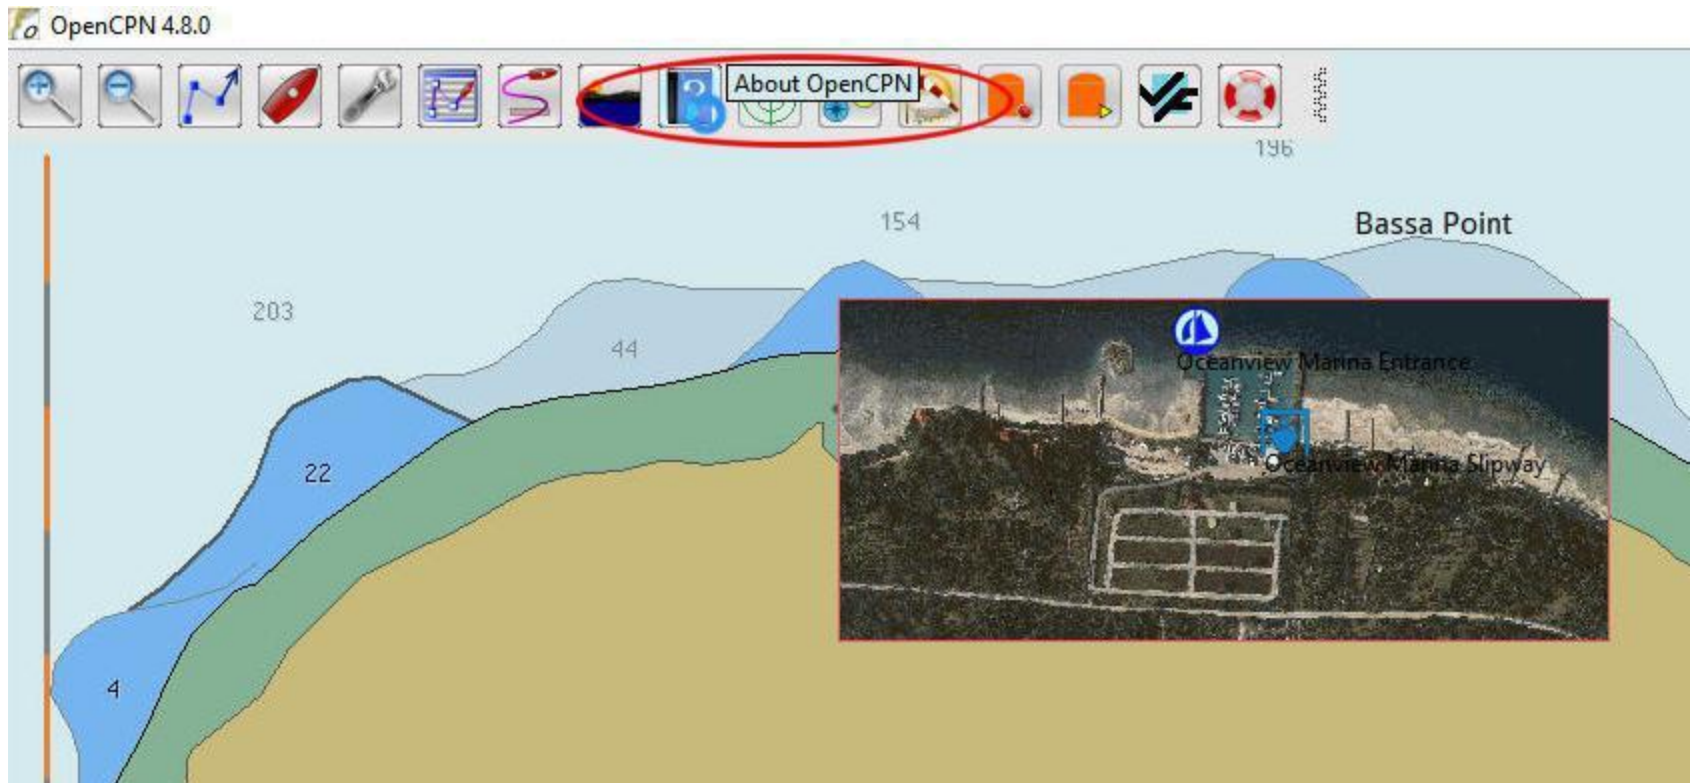 OpenCPN 4.8.0
About OpenCPN
196
154
Bassa Point
203
44
Oceanview Marina Entrance
Oceanview Marina Slipway
22
4